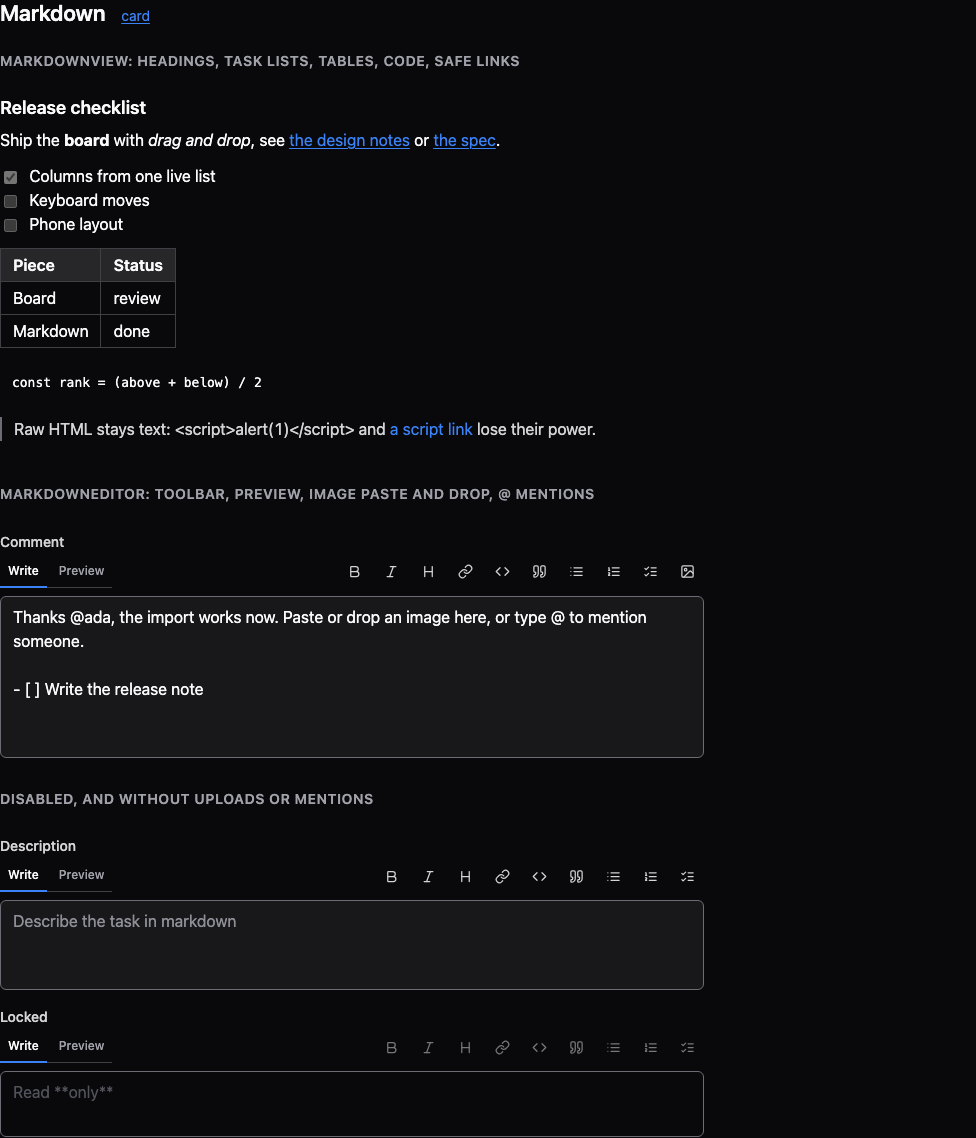 Markdown card
MARKDOWNVIEW: HEADINGS, TASK LISTS, TABLES, CODE, SAFE LINKS
Release checklist
Ship the board with drag and drop, see the design notes or the spec.
Columns from one live list
Keyboard moves
Phone layout
Piece Status
Board review
Markdown done
const rank = (above + below) / 2
Raw HTML stays text: <script>alert(1)</script> and a script link lose their power.
MARKDOWNEDITOR: TOOLBAR, PREVIEW, IMAGE PASTE AND DROP, @ MENTIONS
Comment
Write Preview B I H
Thanks @ada, the import works now. Paste or drop an image here, or type @ to mention
someone.
- [ ] Write the release note
DISABLED, AND WITHOUT UPLOADS OR MENTIONS
Description
Write Preview B I H
Describe the task in markdown
Locked
Write Preview B I H
Read **only**